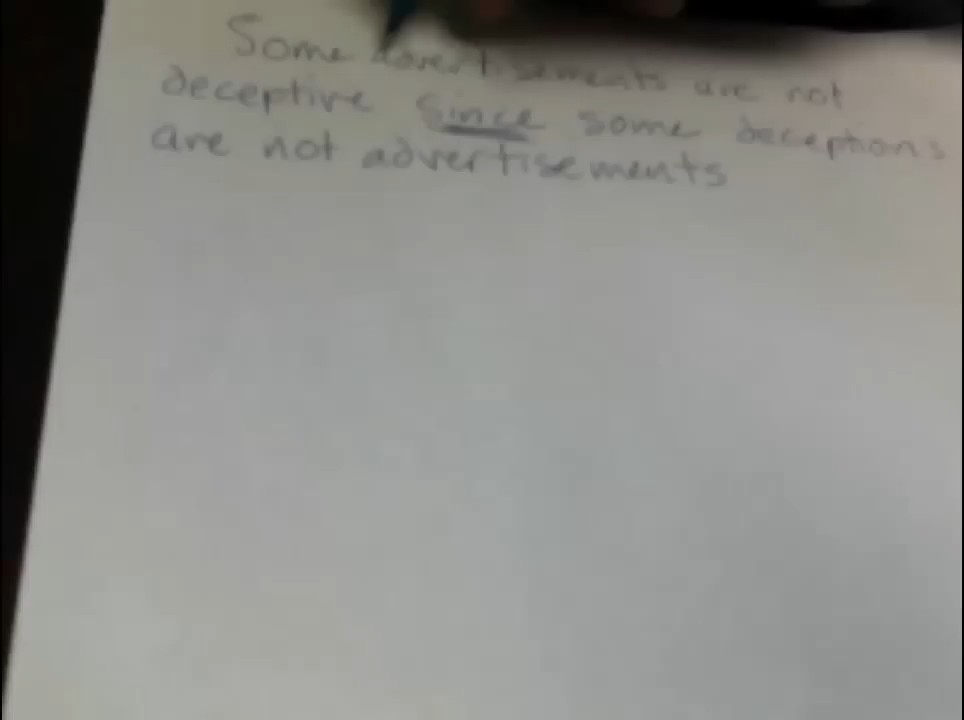 Some advertisements are not
deceptive since some deceptions
are not advertisements